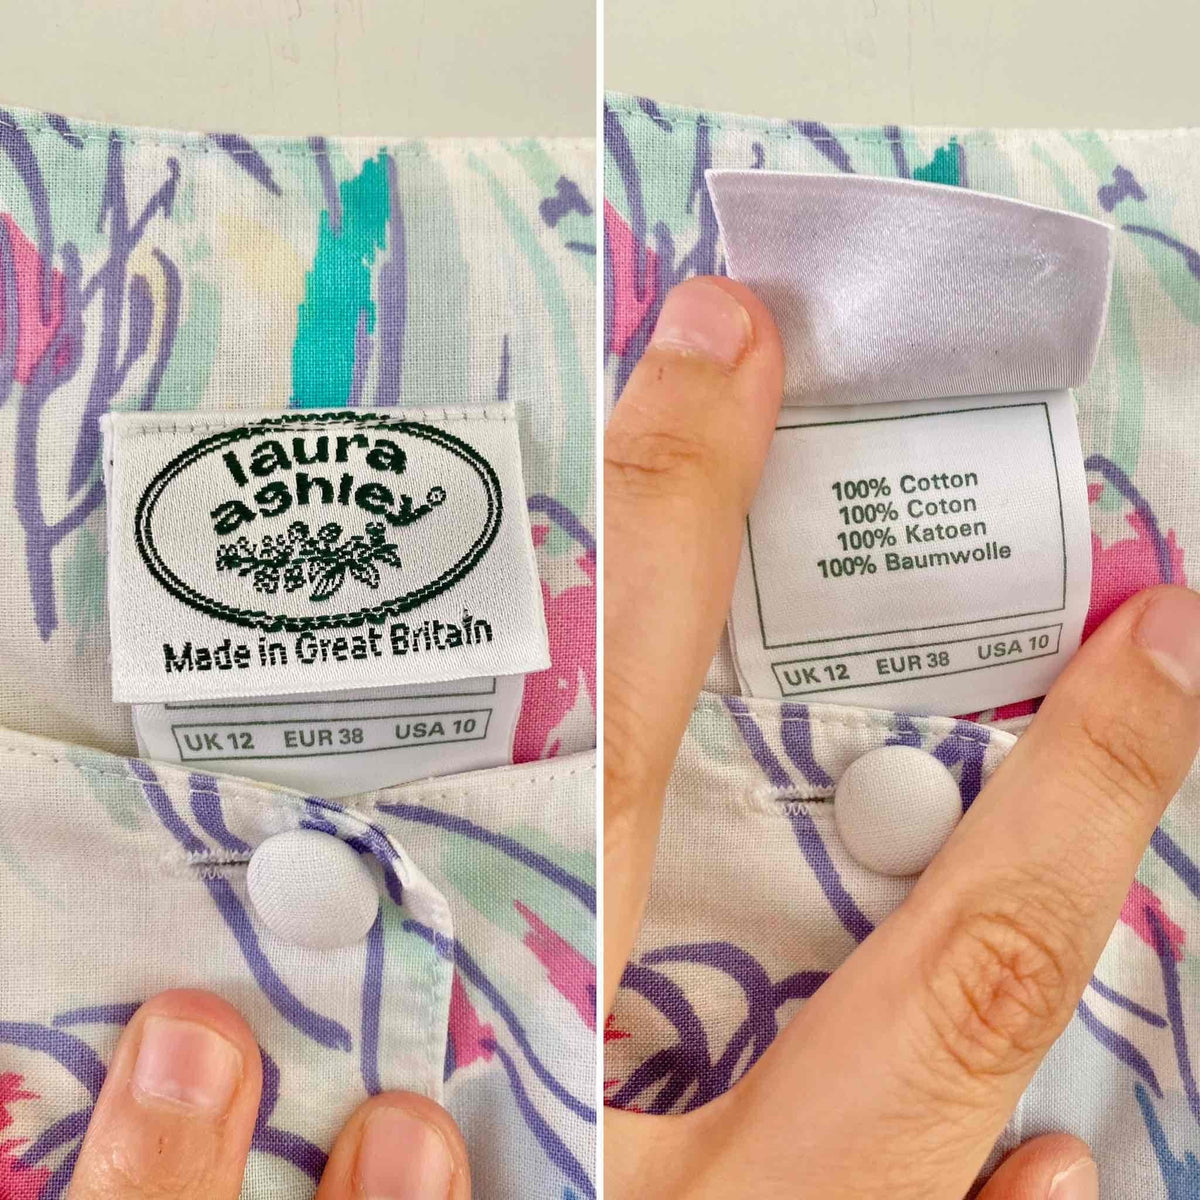 laura
ashley®
Made in Great Britain
UK 12 EUR 38 USA 10
100% Cotton
100% Coton
100% Katoen
100% Baumwolle
UK 12 EUR 38 USA 10